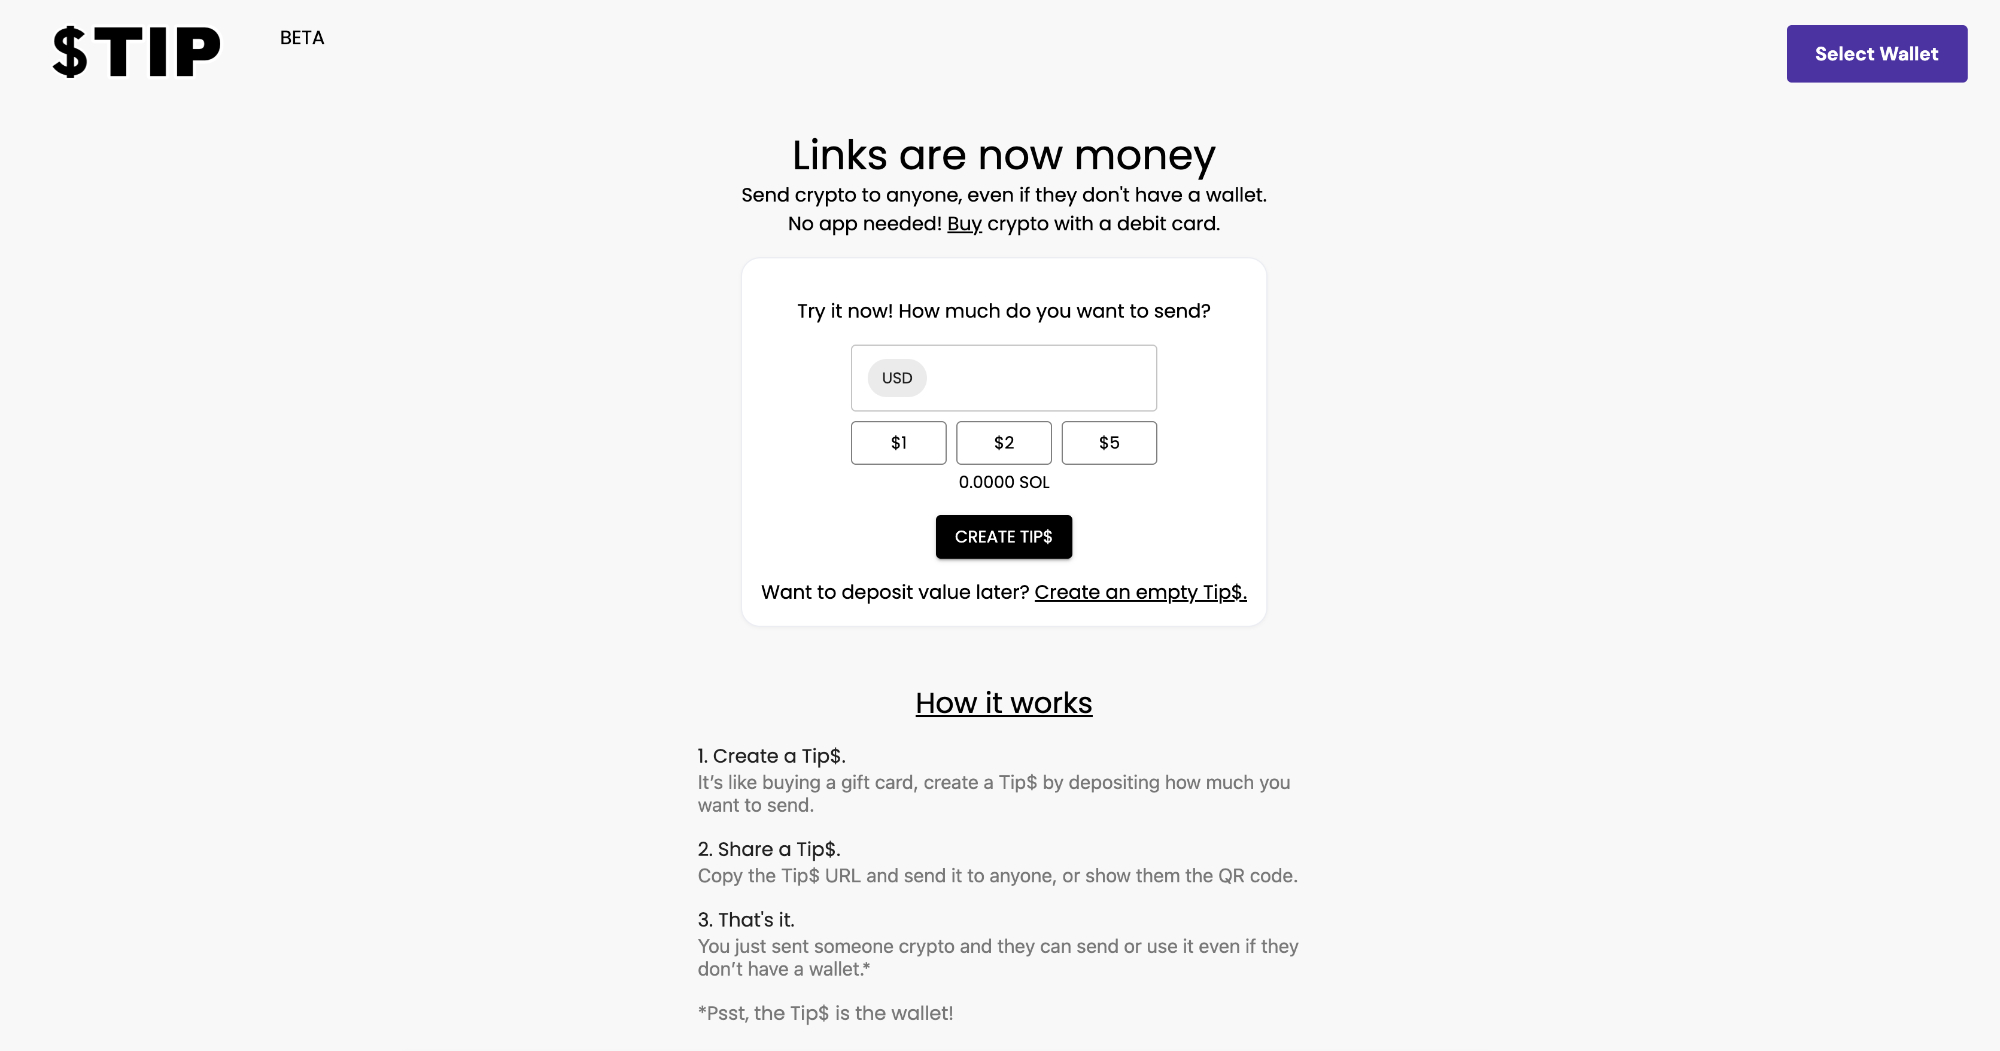 $TIP
BETA
Select Wallet
Links are now money
Send crypto to anyone, even if they don't have a wallet.
No app needed! Buy crypto with a debit card.
Try it now! How much do you want to send?
USD
$1
$2
$5
0.0000 SOL
CREATE TIP$
Want to deposit value later? Create an empty Tip$.
How it works
1. Create a Tip$.
It’s like buying a gift card, create a Tip$ by depositing how much you
want to send.
2. Share a Tip$.
Copy the Tip$ URL and send it to anyone, or show them the QR code.
3. That's it.
You just sent someone crypto and they can send or use it even if they
don’t have a wallet.*
*Psst, the Tip$ is the wallet!